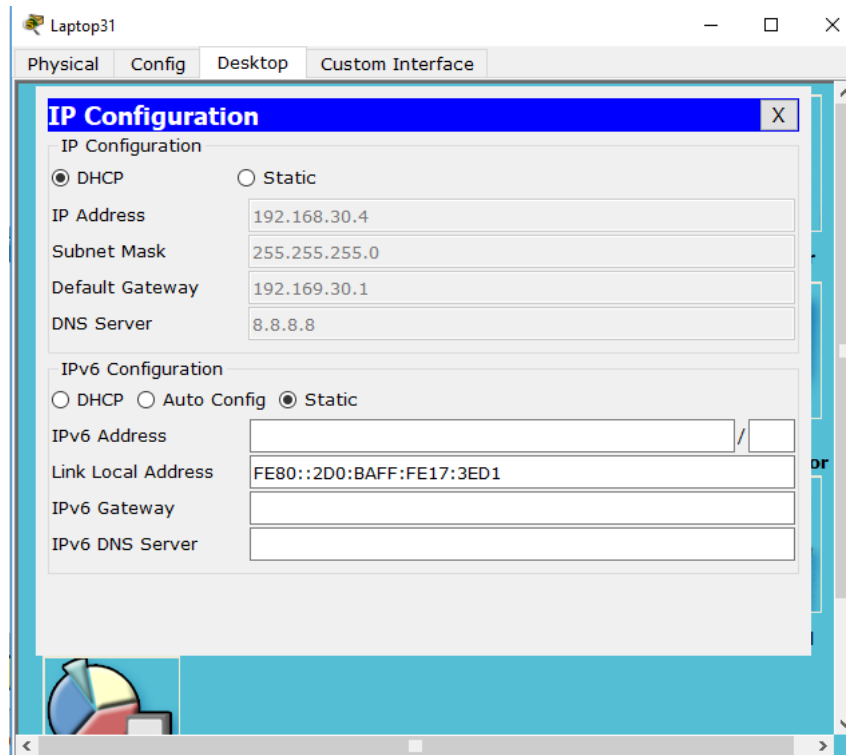 Laptop31
Physical Config Desktop Custom Interface
IP Configuration X
IP Configuration
DHCP Static
IP Address 192.168.30.4
Subnet Mask 255.255.255.0
Default Gateway 192.169.30.1
DNS Server 8.8.8.8
IPv6 Configuration
DHCP Auto Config Static
IPv6 Address /
Link Local Address FE80::2D0:BAFF:FE17:3ED1
or
IPv6 Gateway
IPv6 DNS Server